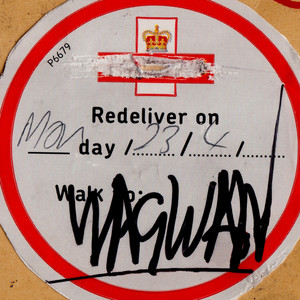 P6679
Redeliver on
Mon day / 23 / 4 /
Walk No:
WAGWAN